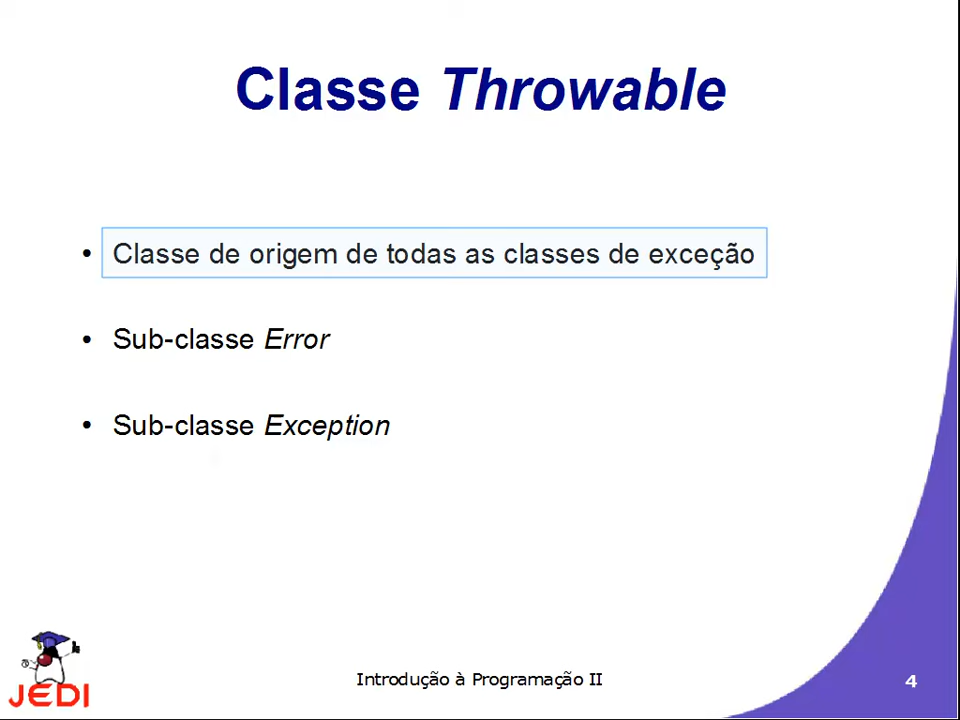 Classe Throwable
• Classe de origem de todas as classes de exceção
• Sub-classe Error
• Sub-classe Exception
JEDI
Introdução à Programação II
4